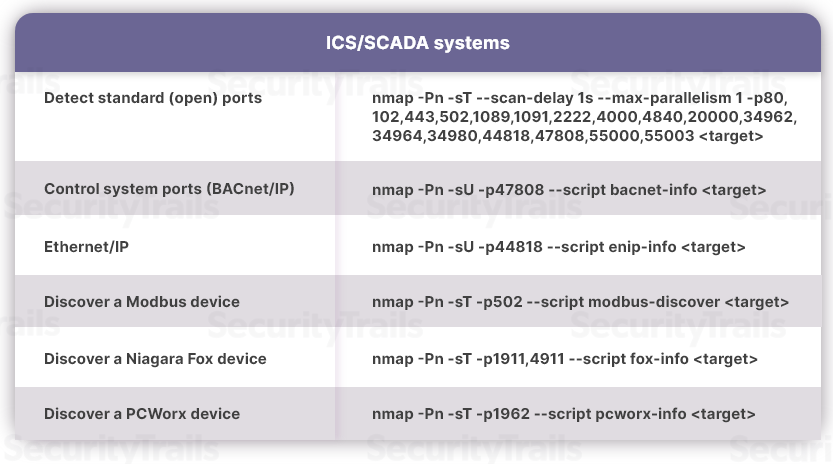 ICS/SCADA systems
Detect standard (open) ports
nmap -Pn -sT --scan-delay 1s --max-parallelism 1 -p80,
102,443,502,1089,1091,2222,4000,4840,20000,34962,
34964,34980,44818,47808,55000,55003 <target>
Control system ports (BACnet/IP)
nmap -Pn -sU -p47808 --script bacnet-info <target>
Ethernet/IP
nmap -Pn -sU -p44818 --script enip-info <target>
Discover a Modbus device
nmap -Pn -sT -p502 --script modbus-discover <target>
Discover a Niagara Fox device
nmap -Pn -sT -p1911,4911 --script fox-info <target>
Discover a PCWorx device
nmap -Pn -sT -p1962 --script pcworx-info <target>
SecurityTrails